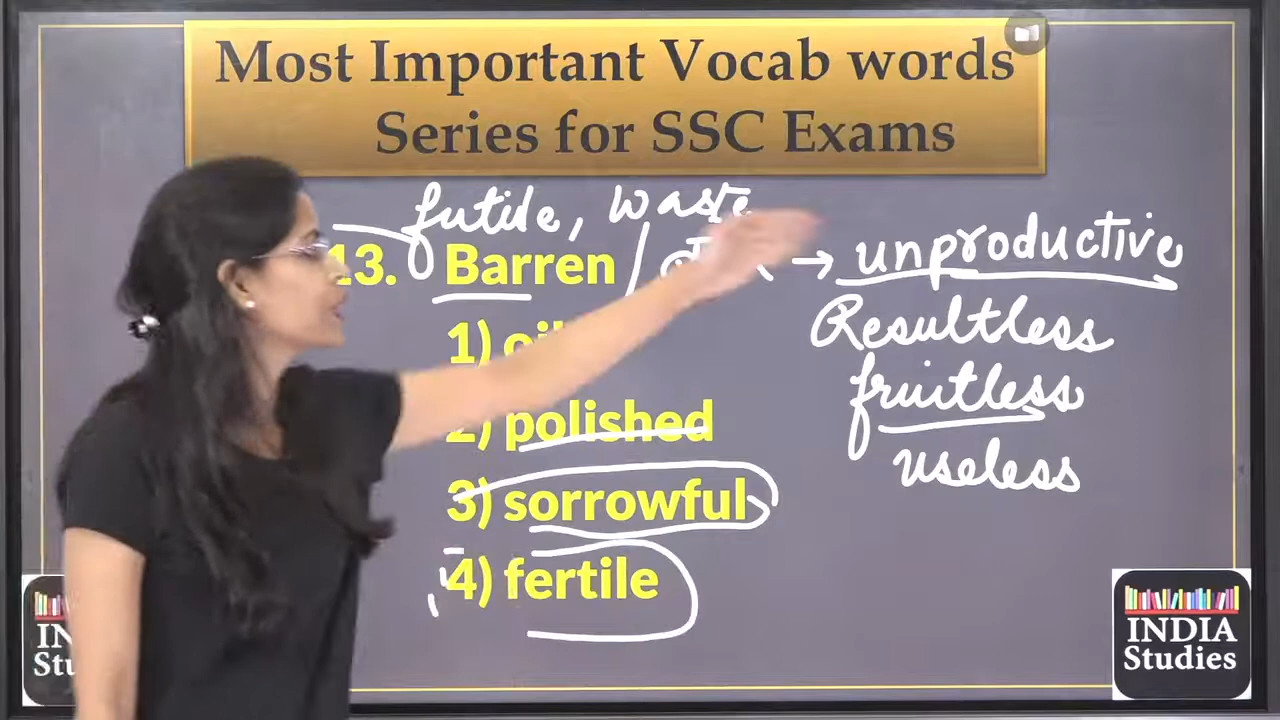 Most Important Vocab words
Series for SSC Exams
futile, waste
13. Barren / → unproductive
1)
Resultless
2) polished
fruitless
3) sorrowful
useless
4) fertile
INDIA
Studies